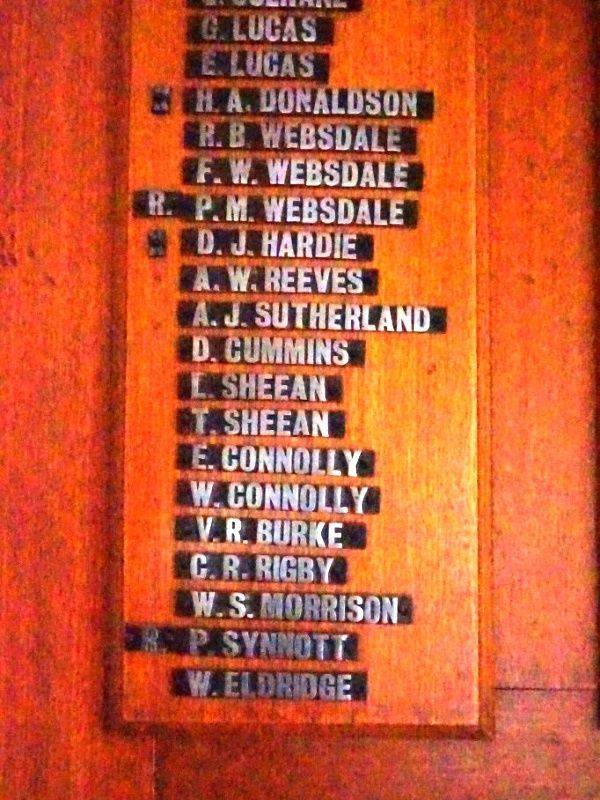 G. LUCAS
E. LUCAS
H. A. DONALDSON
R. B. WEBSDALE
F. W. WEBSDALE
R. P. M. WEBSDALE
D. J. HARDIE
A. W. REEVES
A. J. SUTHERLAND
D. CUMMINS
L. SHEEAN
T. SHEEAN
E. CONNOLLY
W. CONNOLLY
V. R. BURKE
C. R. RIGBY
W. S. MORRISON
R. P. SYNNOTT
W. ELDRIDGE